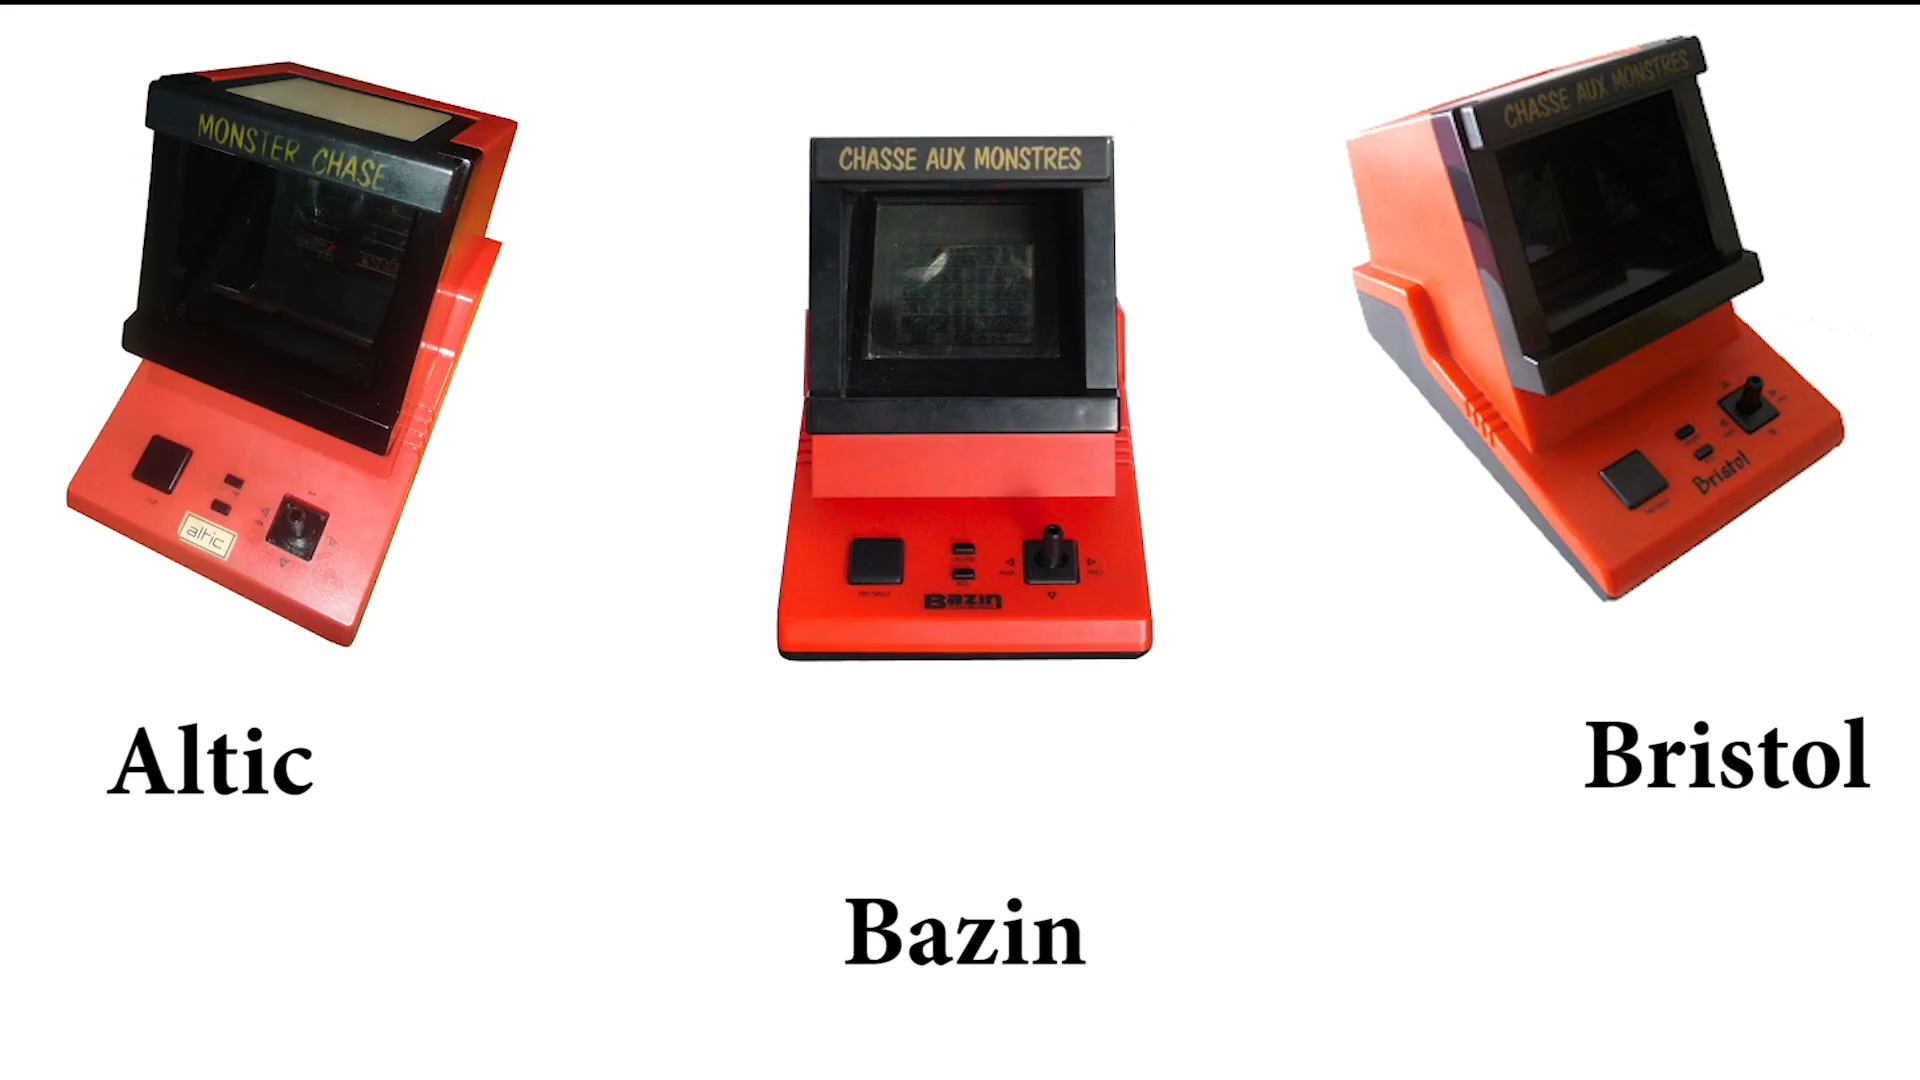 MONSTER CHASE
altic
CHASSE AUX MONSTRES
Bazin
CHASSE AUX MONSTRES
Bristol
Altic
Bristol
Bazin